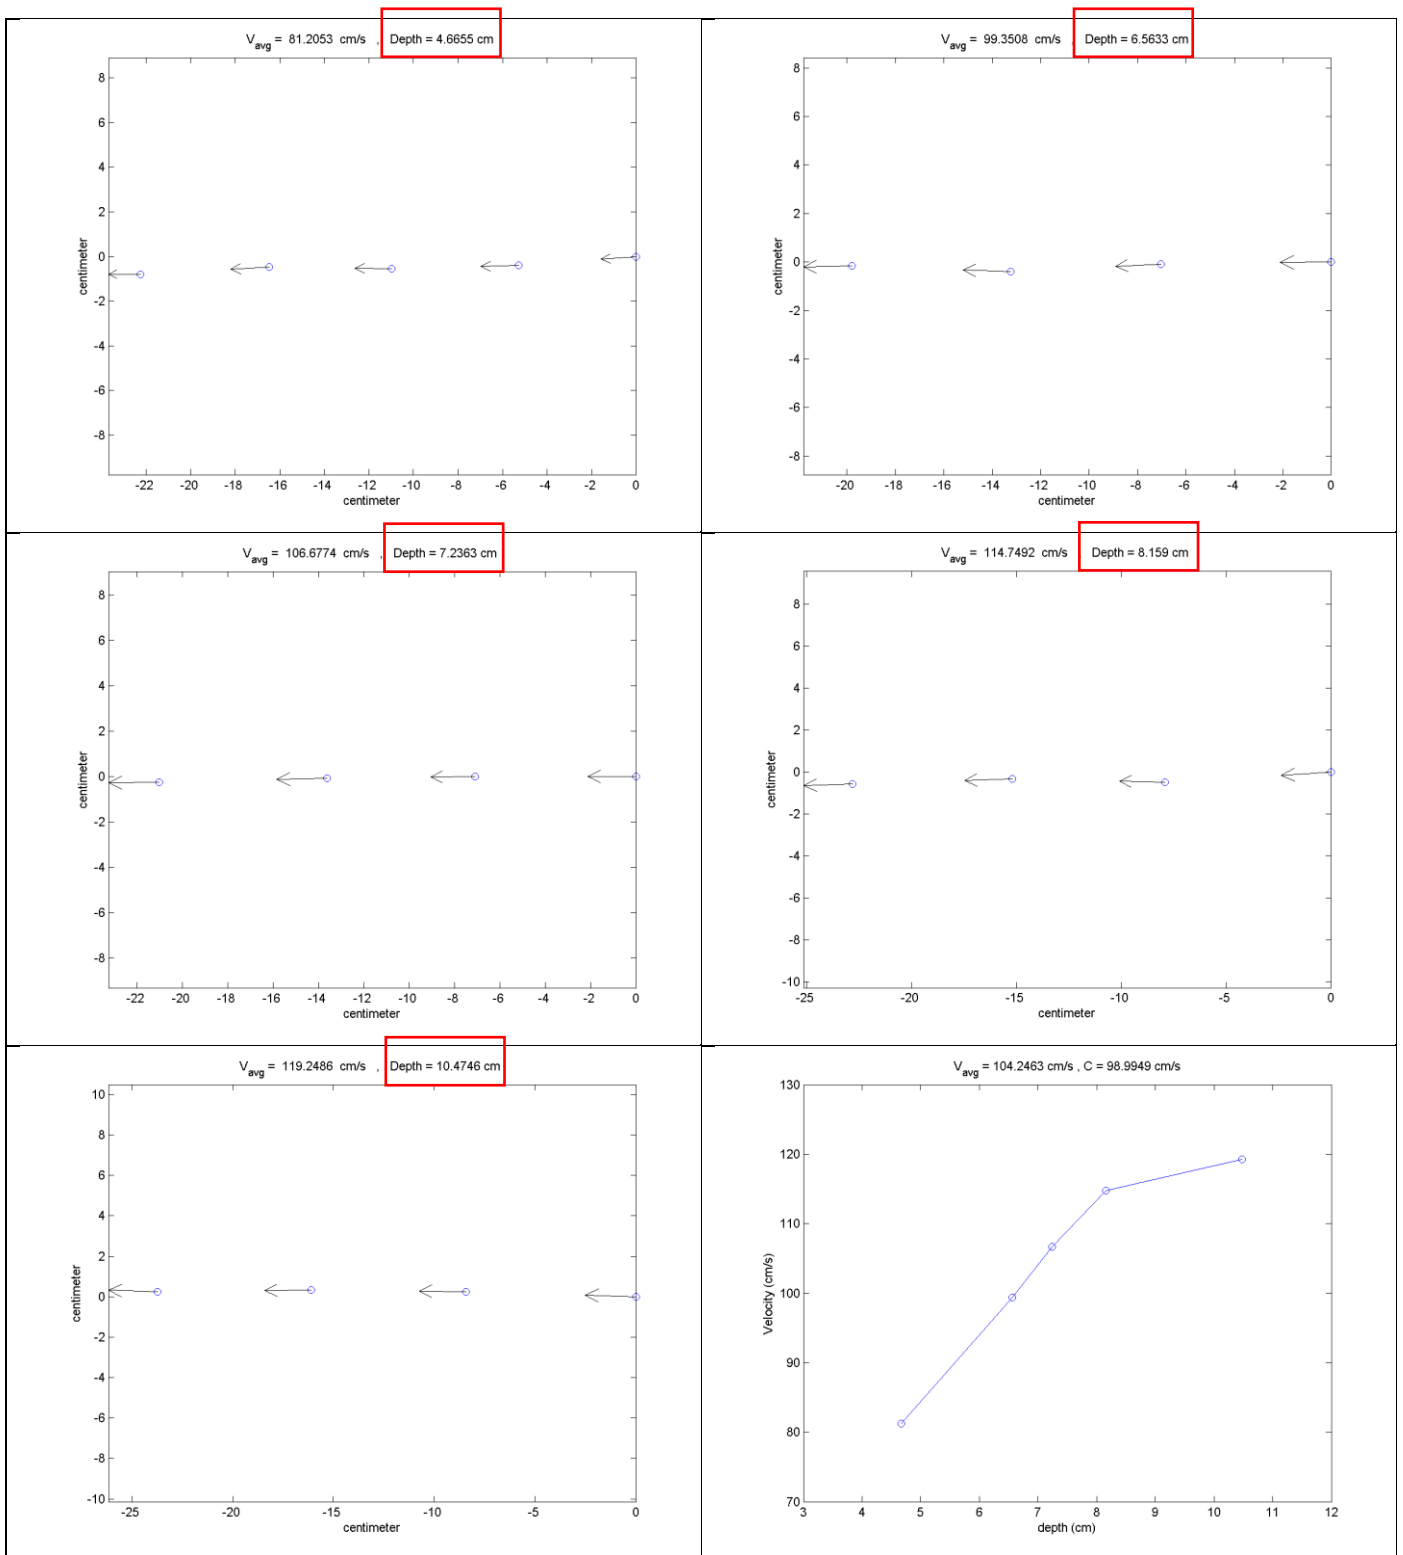 V_avg = 81.2053 cm/s , Depth = 4.6655 cm
8
6
4
2
0
-2
-4
-6
-8
centimeter
-22 -20 -18 -16 -14 -12 -10 -8 -6 -4 -2 0
centimeter
V_avg = 99.3508 cm/s , Depth = 6.5633 cm
8
6
4
2
0
-2
-4
-6
-8
centimeter
-20 -18 -16 -14 -12 -10 -8 -6 -4 -2 0
centimeter
V_avg = 106.6774 cm/s , Depth = 7.2363 cm
8
6
4
2
0
-2
-4
-6
-8
centimeter
-22 -20 -18 -16 -14 -12 -10 -8 -6 -4 -2 0
centimeter
V_avg = 114.7492 cm/s Depth = 8.159 cm
8
6
4
2
0
-2
-4
-6
-8
-10
centimeter
-25 -20 -15 -10 -5 0
centimeter
V_avg = 119.2486 cm/s , Depth = 10.4746 cm
10
8
6
4
2
0
-2
-4
-6
-8
-10
centimeter
-25 -20 -15 -10 -5 0
centimeter
V_avg = 104.2463 cm/s , C = 98.9949 cm/s
130
120
110
100
90
80
70
Velocity (cm/s)
3 4 5 6 7 8 9 10 11 12
depth (cm)